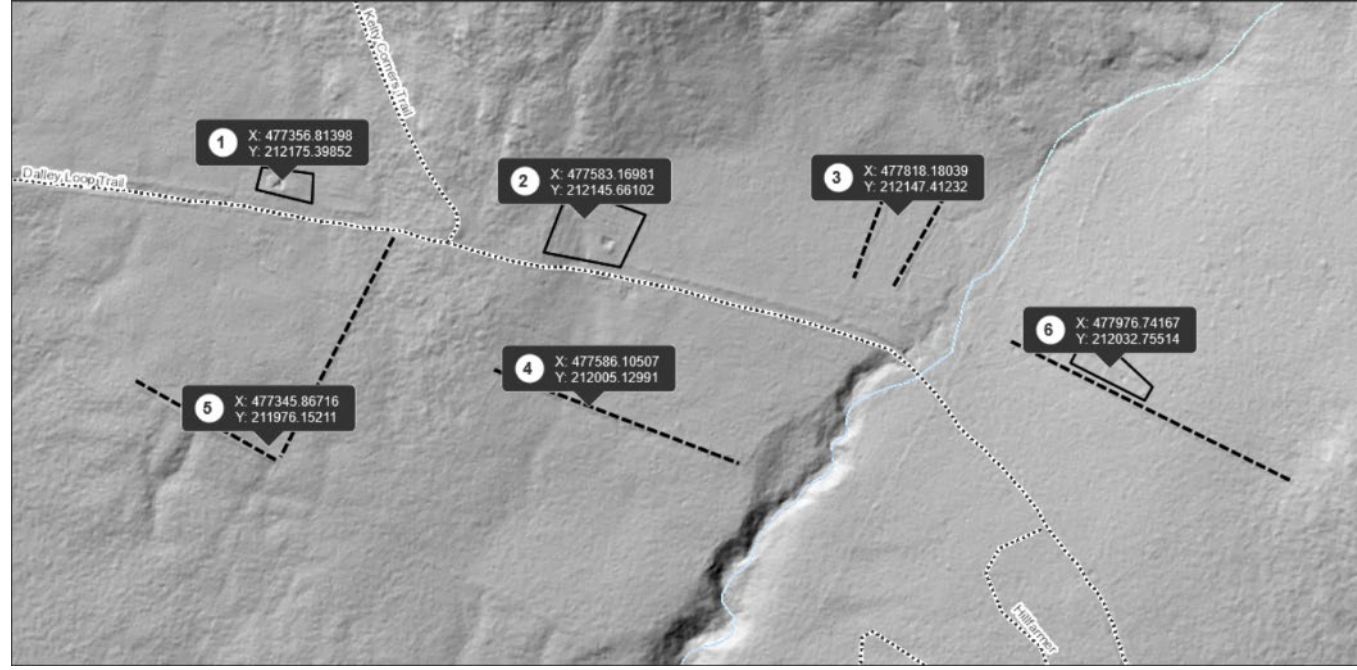 Kelty Corners Trail
1
X: 477356.81398
Y: 212175.39852
Dalley Loop Trail
2
X: 477583.16981
Y: 212145.66102
3
X: 477818.18039
Y: 212147.41232
6
X: 477976.74167
Y: 212032.75514
4
X: 477586.10507
Y: 212005.12991
5
X: 477345.86716
Y: 211976.15211